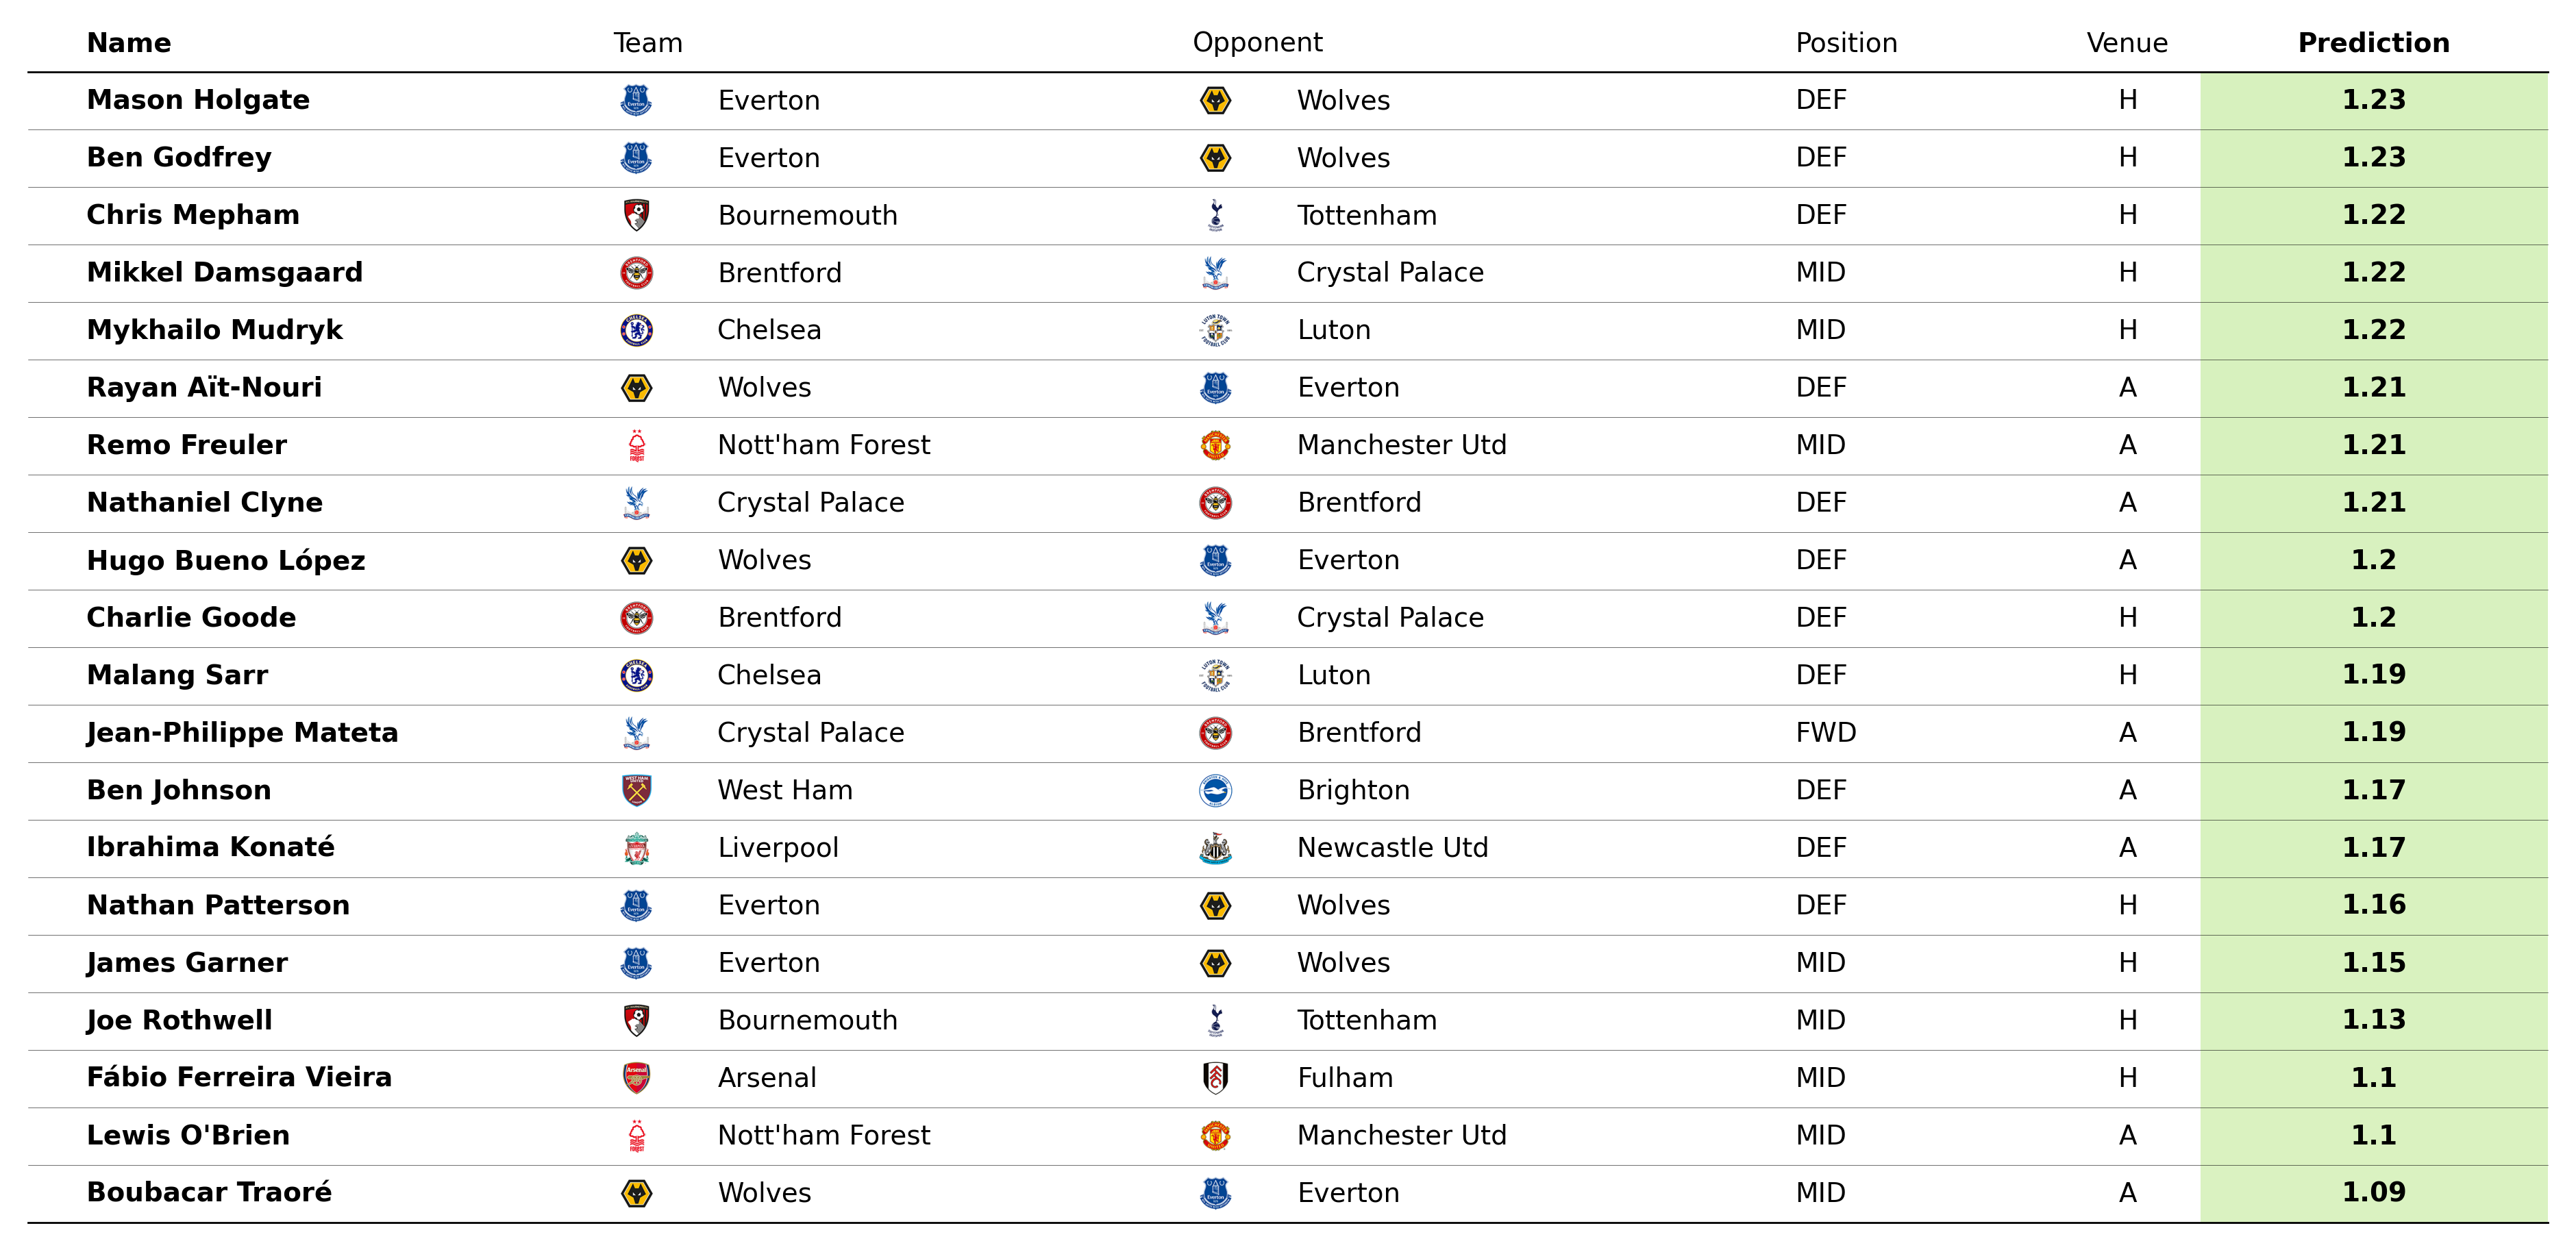 Name Team Opponent Position Venue Prediction
Mason Holgate Everton Wolves DEF H 1.23
Ben Godfrey Everton Wolves DEF H 1.23
Chris Mepham Bournemouth Tottenham DEF H 1.22
Mikkel Damsgaard Brentford Crystal Palace MID H 1.22
Mykhailo Mudryk Chelsea Luton MID H 1.22
Rayan Aït-Nouri Wolves Everton DEF A 1.21
Remo Freuler Nott'ham Forest Manchester Utd MID A 1.21
Nathaniel Clyne Crystal Palace Brentford DEF A 1.21
Hugo Bueno López Wolves Everton DEF A 1.2
Charlie Goode Brentford Crystal Palace DEF H 1.2
Malang Sarr Chelsea Luton DEF H 1.19
Jean-Philippe Mateta Crystal Palace Brentford FWD A 1.19
Ben Johnson West Ham Brighton DEF A 1.17
Ibrahima Konaté Liverpool Newcastle Utd DEF A 1.17
Nathan Patterson Everton Wolves DEF H 1.16
James Garner Everton Wolves MID H 1.15
Joe Rothwell Bournemouth Tottenham MID H 1.13
Fábio Ferreira Vieira Arsenal Fulham MID H 1.1
Lewis O'Brien Nott'ham Forest Manchester Utd MID A 1.1
Boubacar Traoré Wolves Everton MID A 1.09